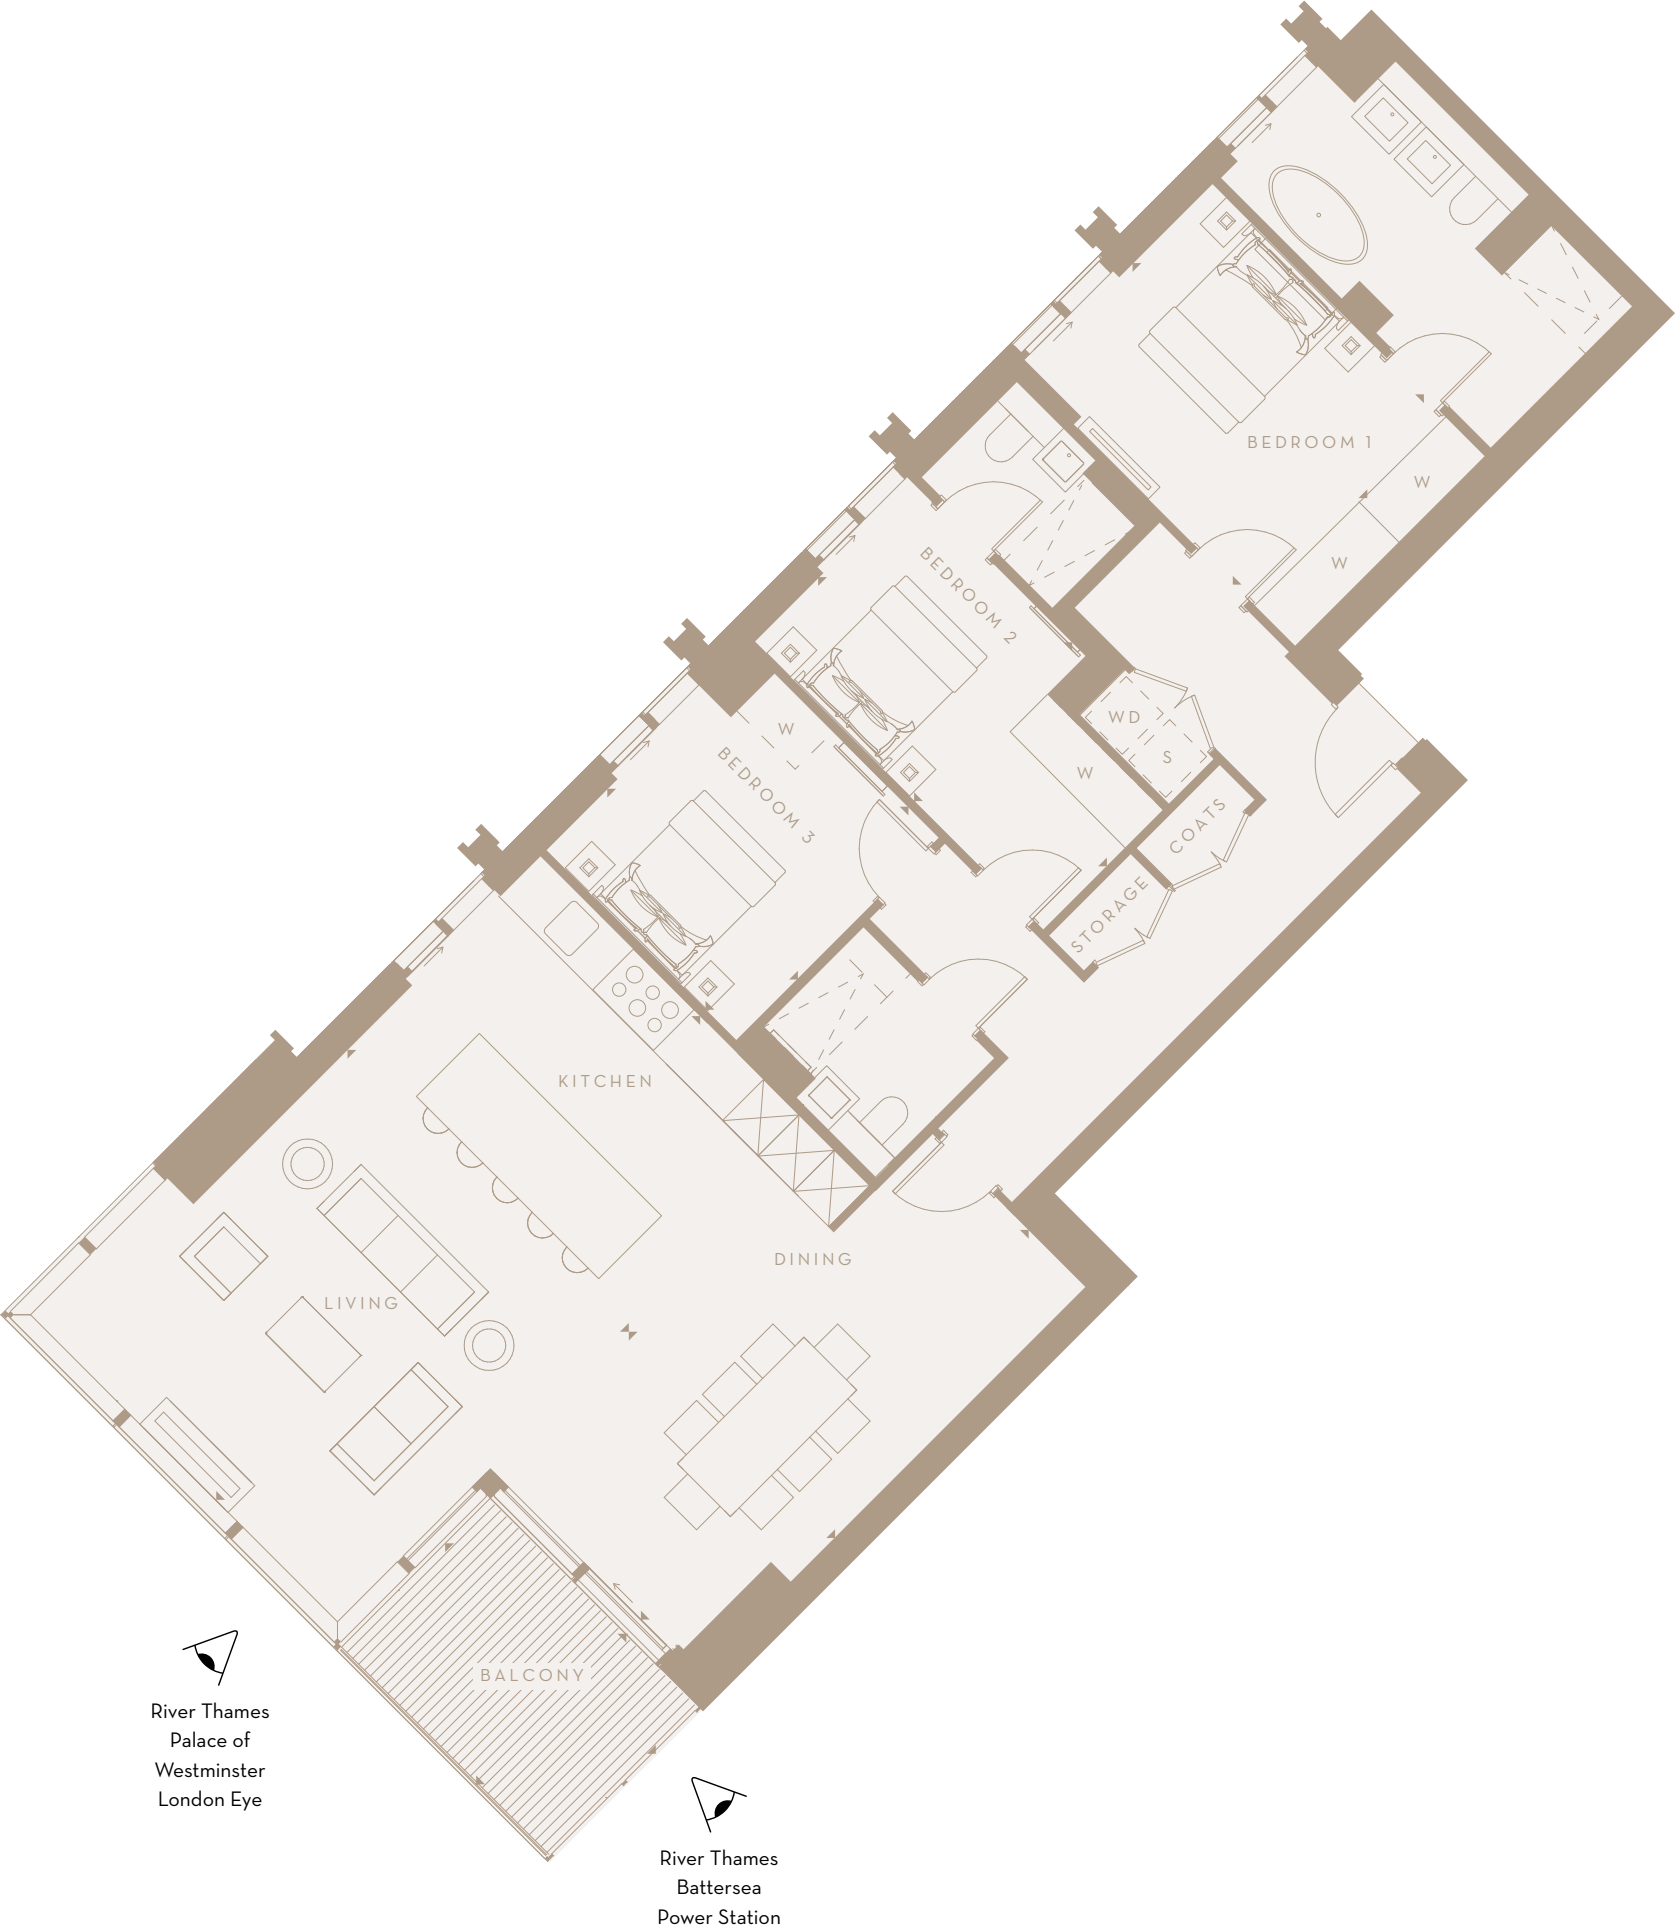 BEDROOM 1
W
W
BEDROOM 2
WD
S
W
W
BEDROOM 3
COATS
STORAGE
KITCHEN
DINING
LIVING
BALCONY
River Thames
Palace of
Westminster
London Eye
River Thames
Battersea
Power Station